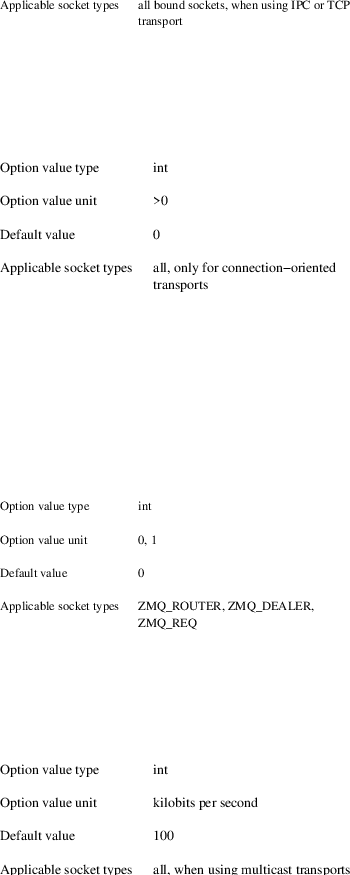 Applicable socket types all bound sockets, when using IPC or TCP
transport
Option value type int
Option value unit >0
Default value 0
Applicable socket types all, only for connection−oriented
transports
Option value type int
Option value unit 0, 1
Default value 0
Applicable socket types ZMQ_ROUTER, ZMQ_DEALER,
ZMQ_REQ
Option value type int
Option value unit kilobits per second
Default value 100
Applicable socket types all, when using multicast transports